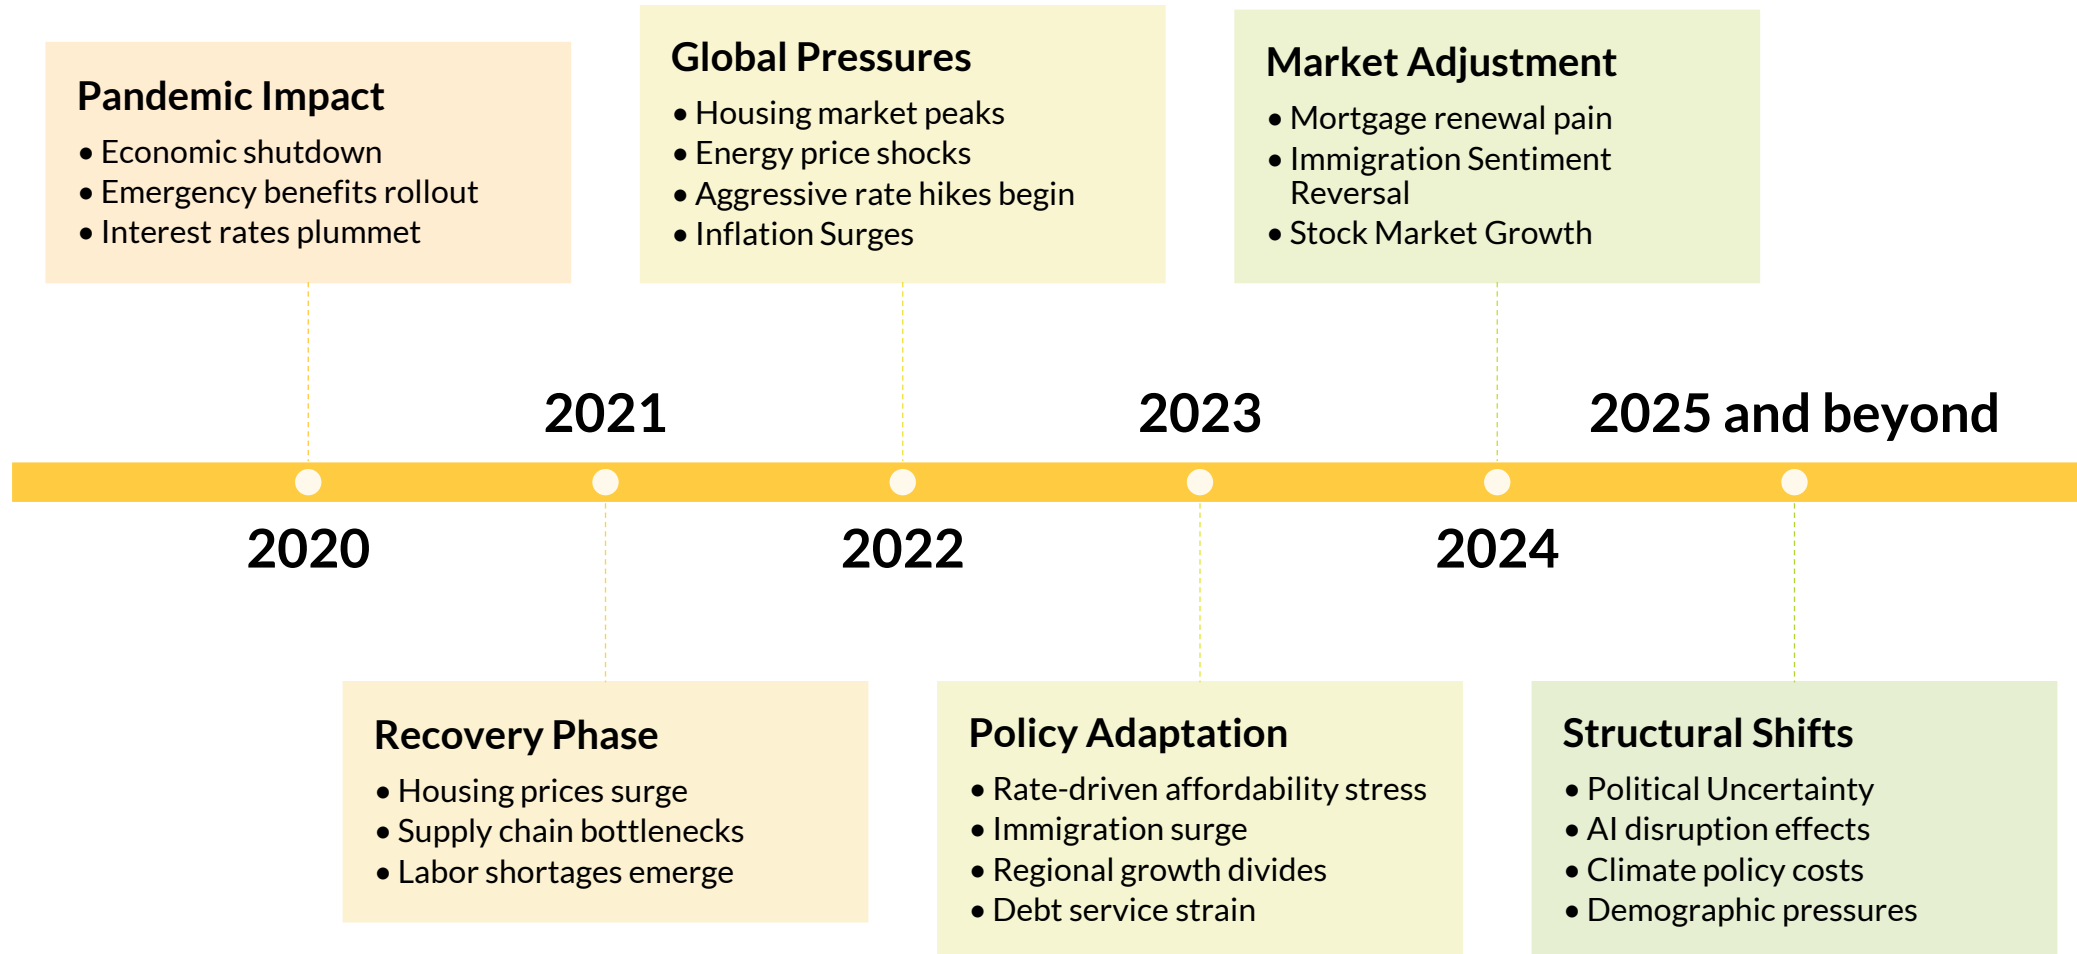 Pandemic Impact
• Economic shutdown
• Emergency benefits rollout
• Interest rates plummet
Global Pressures
• Housing market peaks
• Energy price shocks
• Aggressive rate hikes begin
• Inflation Surges
Market Adjustment
• Mortgage renewal pain
• Immigration Sentiment
Reversal
• Stock Market Growth
2021
2023
2025 and beyond
2020
2022
2024
Recovery Phase
• Housing prices surge
• Supply chain bottlenecks
• Labor shortages emerge
Policy Adaptation
• Rate-driven affordability stress
• Immigration surge
• Regional growth divides
• Debt service strain
Structural Shifts
• Political Uncertainty
• AI disruption effects
• Climate policy costs
• Demographic pressures